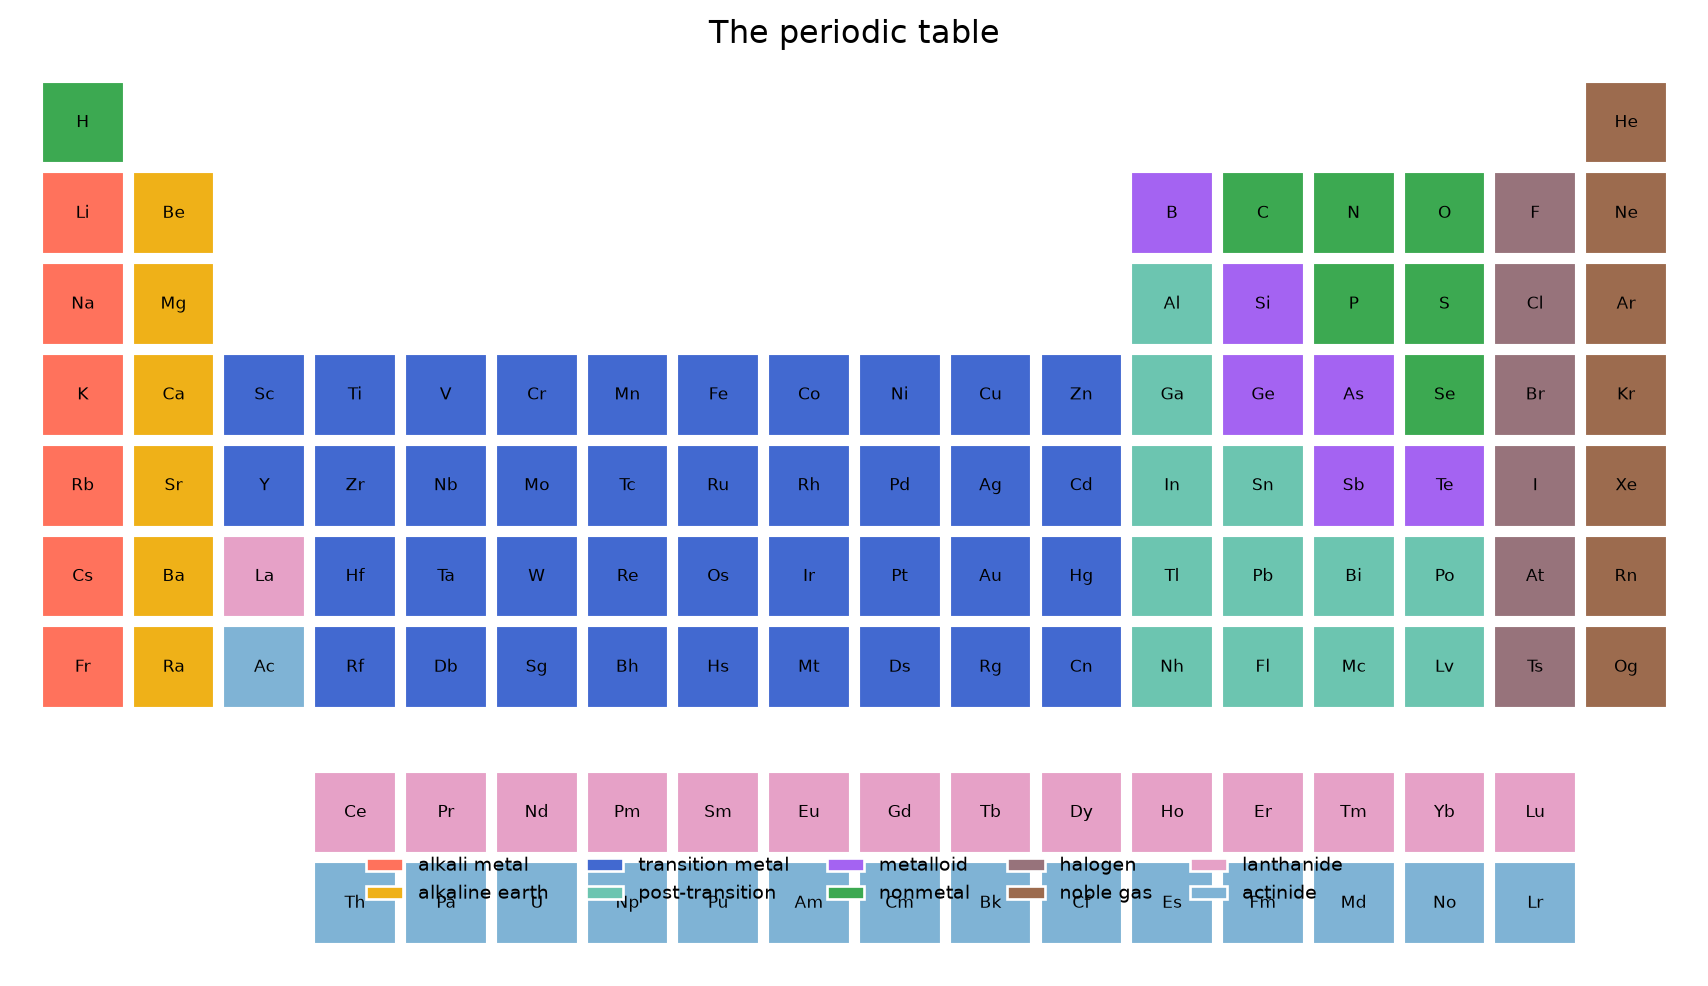 The periodic table
H He
Li Be B C N O F Ne
Na Mg Al Si P S Cl Ar
K Ca Sc Ti V Cr Mn Fe Co Ni Cu Zn Ga Ge As Se Br Kr
Rb Sr Y Zr Nb Mo Tc Ru Rh Pd Ag Cd In Sn Sb Te I Xe
Cs Ba La Hf Ta W Re Os Ir Pt Au Hg Tl Pb Bi Po At Rn
Fr Ra Ac Rf Db Sg Bh Hs Mt Ds Rg Cn Nh Fl Mc Lv Ts Og
Ce Pr Nd Pm Sm Eu Gd Tb Dy Ho Er Tm Yb Lu
alkali metal transition metal metalloid halogen lanthanide
alkaline earth post-transition nonmetal noble gas actinide
Th Pa U Np Pu Am Cm Bk Cf Es Fm Md No Lr